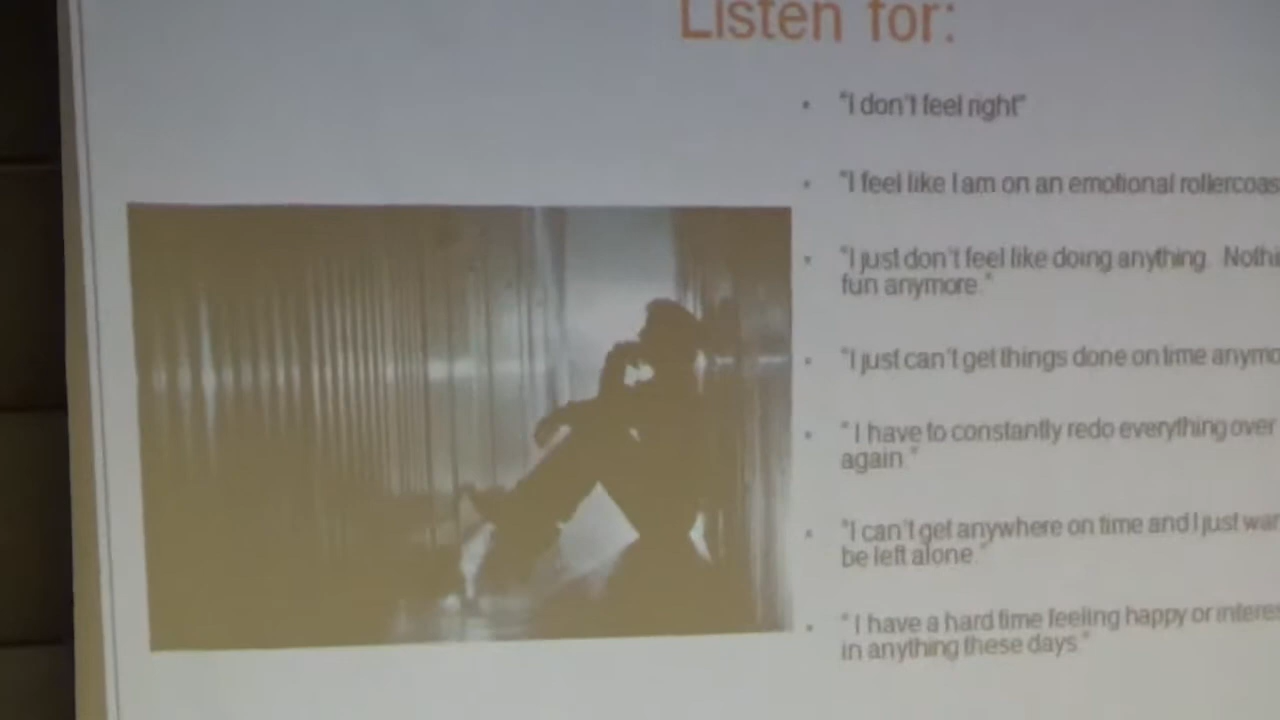 Listen for:
• "I don't feel right"
• "I feel like I am on an emotional rollercoas
• "I just don't feel like doing anything. Nothi
fun anymore."
• "I just can't get things done on time anymo
• " I have to constantly redo everything over
again."
• "I can't get anywhere on time and I just wan
be left alone."
• " I have a hard time feeling happy or interes
in anything these days."